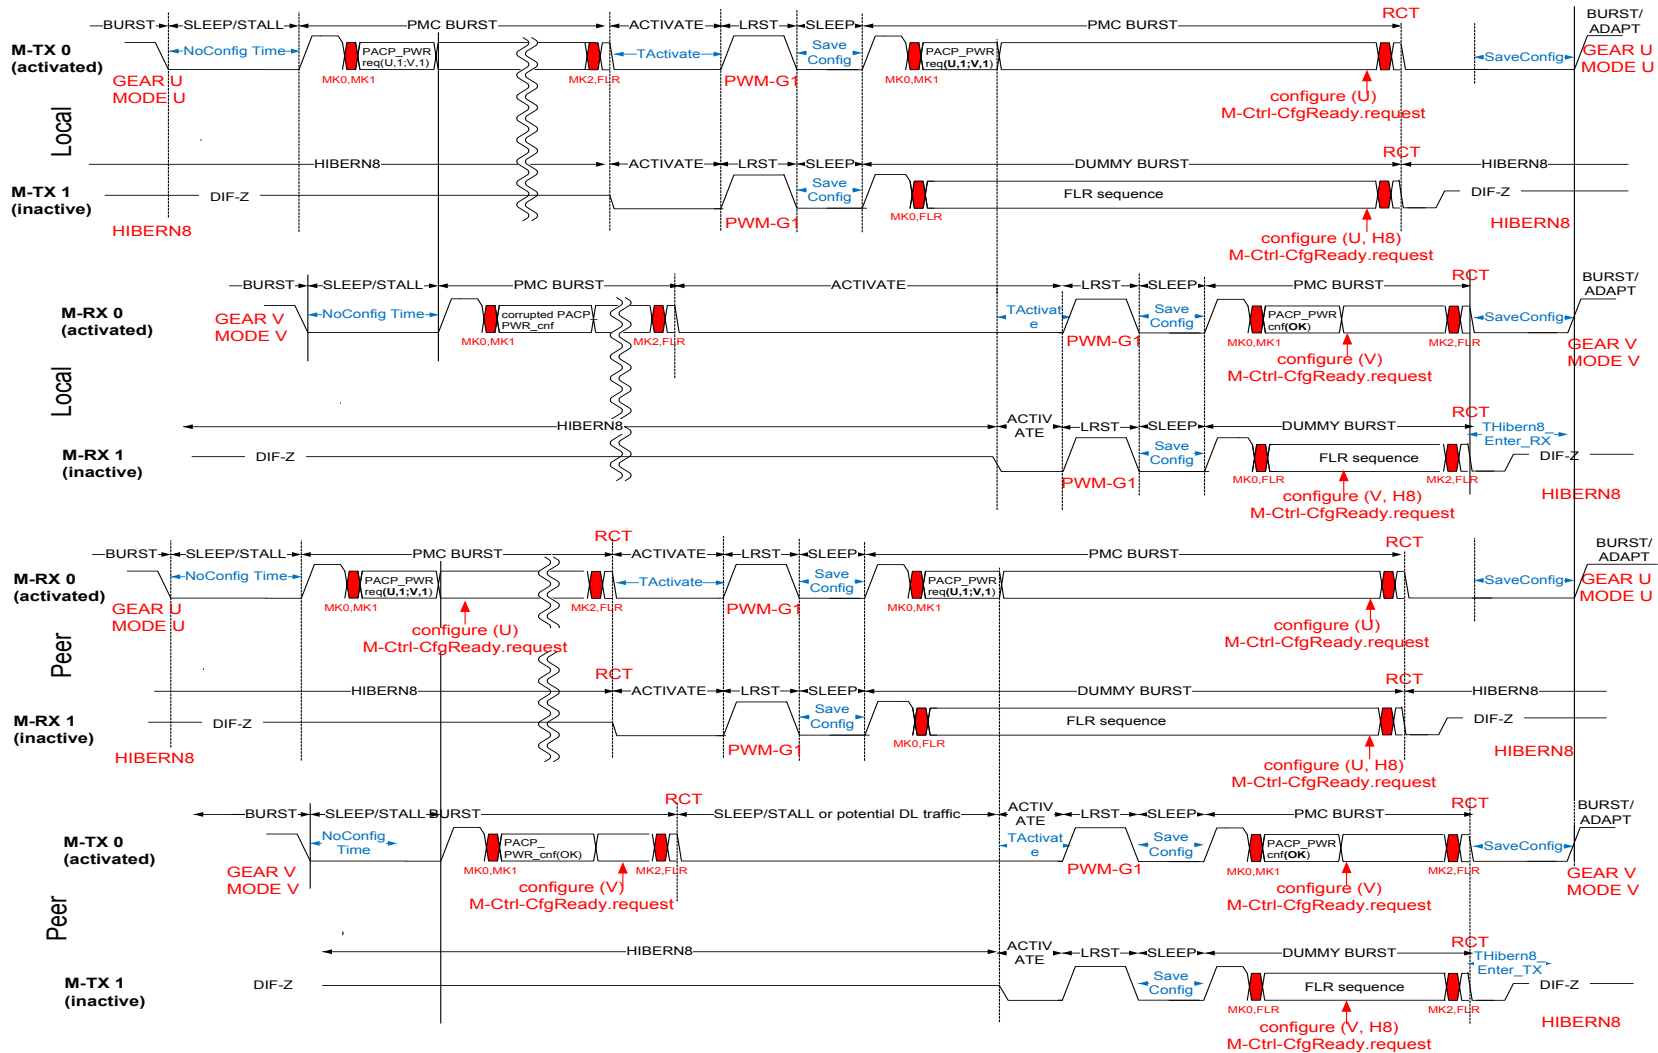 BURST SLEEP/STALL PMC BURST ACTIVATE LRST SLEEP PMC BURST RCT BURST/
ADAPT
M-TX 0
(activated)
NoConfig Time
PACP_PWR
req(U,1;V,1)
TActivate
Save
Config
PACP_PWR
req(U,1;V,1)
SaveConfig
GEAR U
MODE U
GEAR U
MODE U
MK0,MK1
MK2,FLR
PWM-G1
MK0,MK1
configure (U)
M-Ctrl-CfgReady.request
Local
HIBERN8 ACTIVATE LRST SLEEP DUMMY BURST RCT HIBERN8
M-TX 1
(inactive)
DIF-Z
Save
Config
FLR sequence
DIF-Z
HIBERN8
PWM-G1
MK0,FLR
HIBERN8
configure (U, H8)
M-Ctrl-CfgReady.request
BURST SLEEP/STALL PMC BURST ACTIVATE LRST SLEEP PMC BURST RCT BURST/
ADAPT
M-RX 0
(activated)
GEAR V
MODE V
NoConfig Time
corrupted PACP_
PWR_cnf
TActivat
e
Save
Config
PACP_PWR
cnf(OK)
SaveConfig
MK0,MK1
MK2,FLR
PWM-G1
MK0,MK1
MK2,FLR
GEAR V
MODE V
configure (V)
M-Ctrl-CfgReady.request
Local
HIBERN8 ACTIV
ATE LRST SLEEP DUMMY BURST RCT
THibern8_
Enter_RX
M-RX 1
(inactive)
DIF-Z
Save
Config
FLR sequence
DIF-Z
PWM-G1
MK0,FLR
MK2,FLR
HIBERN8
configure (V, H8)
M-Ctrl-CfgReady.request
BURST SLEEP/STALL PMC BURST RCT ACTIVATE LRST SLEEP PMC BURST RCT BURST/
ADAPT
M-RX 0
(activated)
NoConfig Time
PACP_PWR
req(U,1;V,1)
TActivate
Save
Config
PACP_PWR
req(U,1;V,1)
SaveConfig
GEAR U
MODE U
GEAR U
MODE U
MK0,MK1
MK2,FLR
PWM-G1
MK0,MK1
configure (U)
M-Ctrl-CfgReady.request
configure (U)
M-Ctrl-CfgReady.request
Peer
HIBERN8 RCT ACTIVATE LRST SLEEP DUMMY BURST RCT HIBERN8
M-RX 1
(inactive)
DIF-Z
Save
Config
FLR sequence
DIF-Z
HIBERN8
PWM-G1
MK0,FLR
HIBERN8
configure (U, H8)
M-Ctrl-CfgReady.request
BURST SLEEP/STALL BURST RCT SLEEP/STALL or potential DL traffic ACTIV
ATE LRST SLEEP PMC BURST RCT BURST/
ADAPT
M-TX 0
(activated)
NoConfig
Time
PACP_
PWR_cnf(OK)
TActivat
e
Save
Config
PACP_PWR
cnf(OK)
SaveConfig
GEAR V
MODE V
MK0,MK1
MK2,FLR
PWM-G1
MK0,MK1
MK2,FLR
GEAR V
MODE V
configure (V)
M-Ctrl-CfgReady.request
configure (V)
M-Ctrl-CfgReady.request
Peer
HIBERN8 ACTIV
ATE LRST SLEEP DUMMY BURST RCT
THibern8_
Enter_TX
M-TX 1
(inactive)
DIF-Z
Save
Config
FLR sequence
DIF-Z
MK0,FLR
MK2,FLR
HIBERN8
configure (V, H8)
M-Ctrl-CfgReady.request